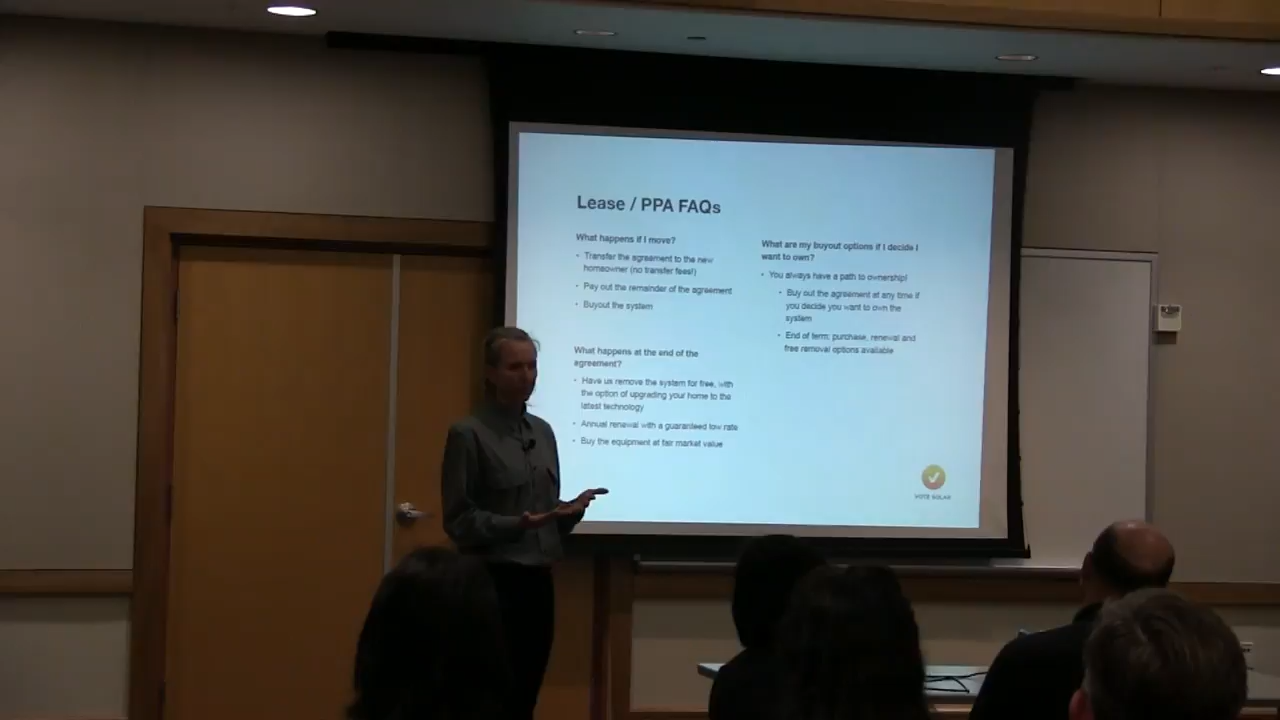 Lease / PPA FAQs
What happens if I move?
• Transfer the agreement to the new
homeowner (no transfer fees!)
• Pay out the remainder of the agreement
• Buyout the system
What happens at the end of the
agreement?
• Have us remove the system for free, with
the option of upgrading your home to the
latest technology
• Annual renewal with a guaranteed low rate
• Buy the equipment at fair market value
What are my buyout options if I decide I
want to own?
• You always have a path to ownership!
• Buy out the agreement at any time if
you decide you want to own the
system
• End of term: purchase, renewal and
free removal options available
VOTE SOLAR